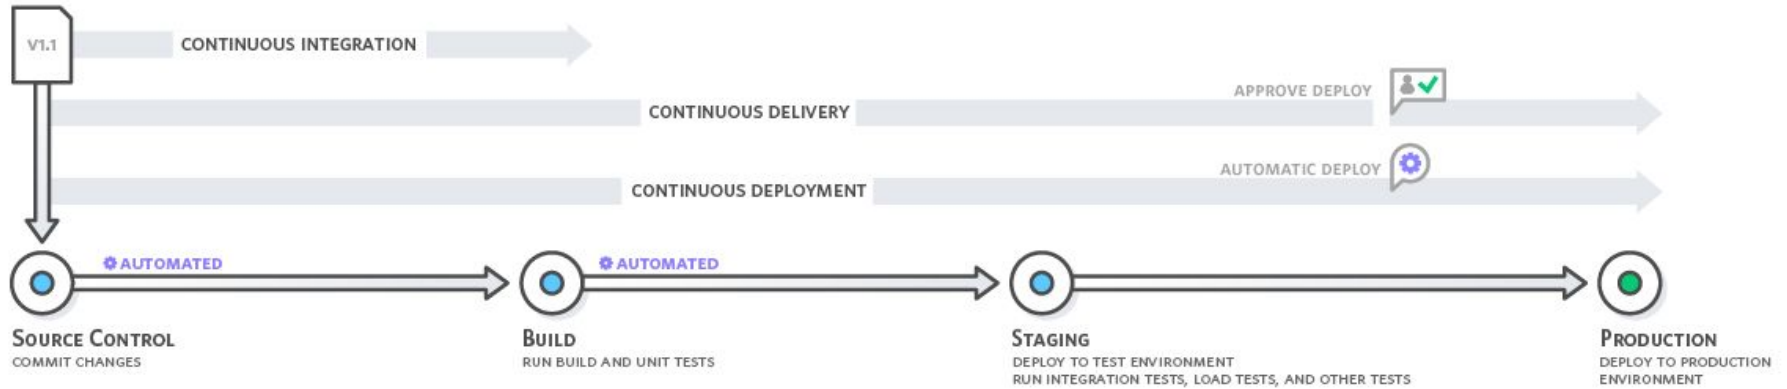 V1.1
CONTINUOUS INTEGRATION
APPROVE DEPLOY
CONTINUOUS DELIVERY
AUTOMATIC DEPLOY
CONTINUOUS DEPLOYMENT
AUTOMATED
AUTOMATED
SOURCE CONTROL
COMMIT CHANGES
BUILD
RUN BUILD AND UNIT TESTS
STAGING
DEPLOY TO TEST ENVIRONMENT
RUN INTEGRATION TESTS, LOAD TESTS, AND OTHER TESTS
PRODUCTION
DEPLOY TO PRODUCTION
ENVIRONMENT